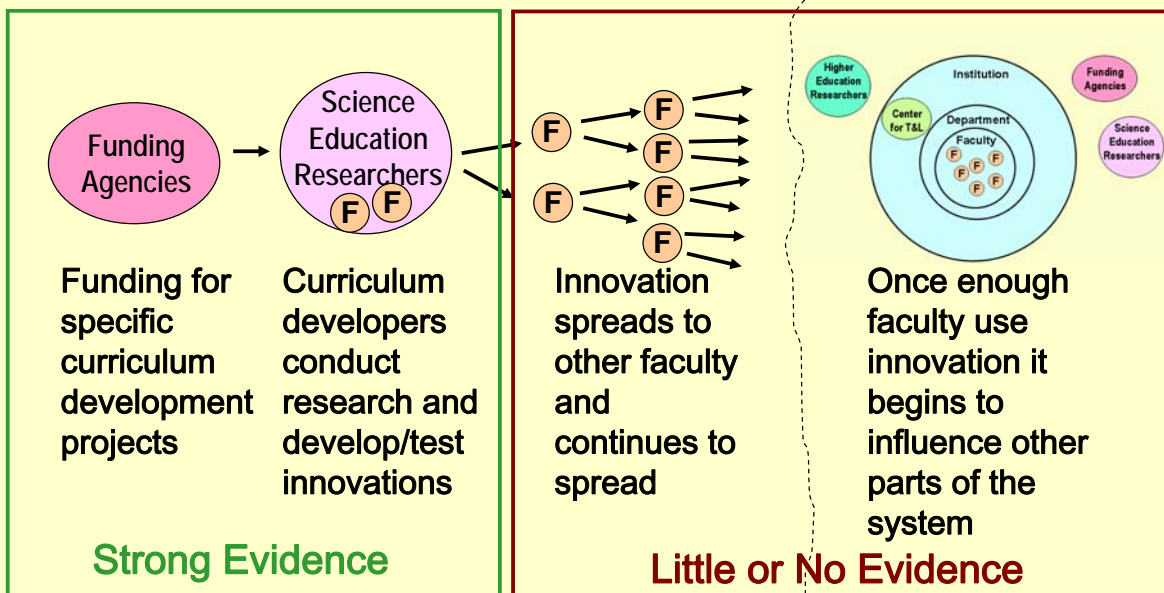 Funding
Agencies
Science
Education
Researchers
F
F
Funding for
specific
curriculum
development
projects
Curriculum
developers
conduct
research and
develop/test
innovations
Strong Evidence
F
F
F
F
F
F
Innovation
spreads to
other faculty
and
continues to
spread
Higher
Education
Researchers
Institution
Center
for T&L
Department
Faculty
F
F
F
F
F
F
Funding
Agencies
Science
Education
Researchers
Once enough
faculty use
innovation it
begins to
influence other
parts of the
system
Little or No Evidence